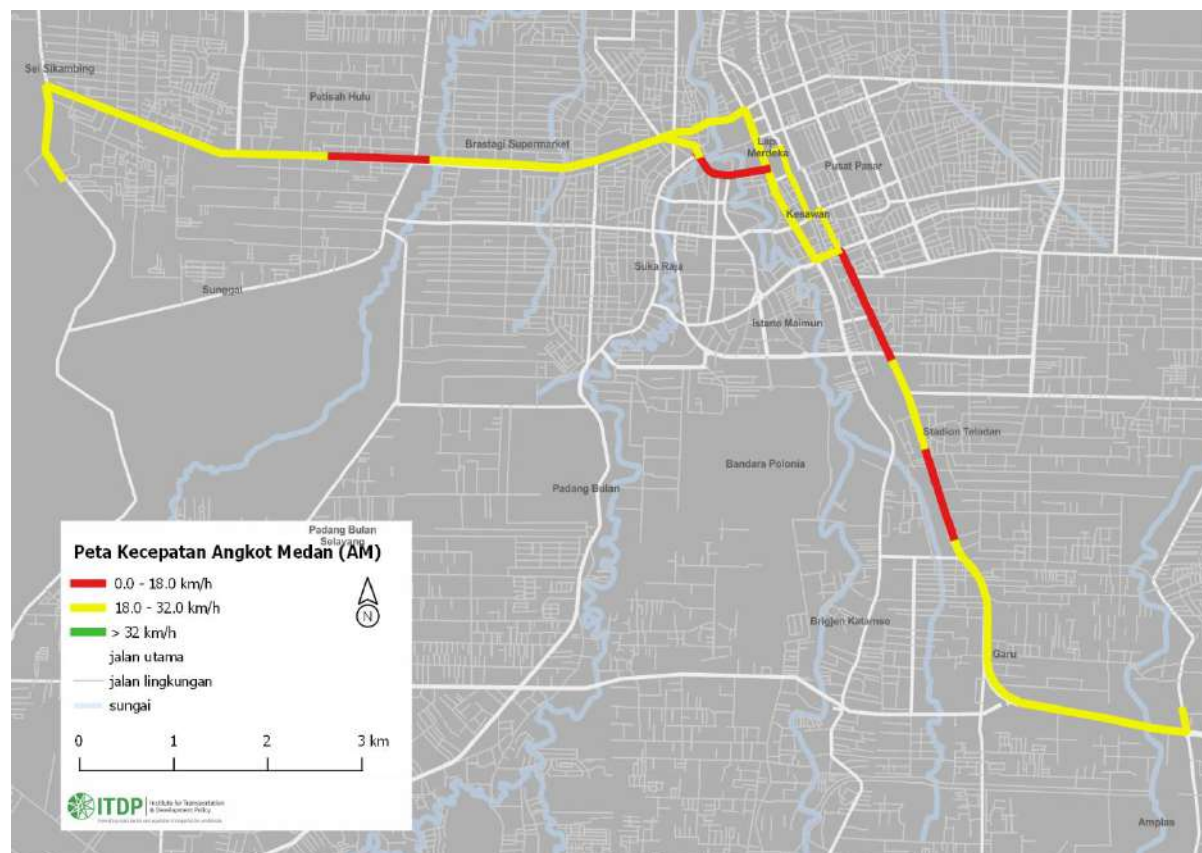 Sei Sikambing
Petisah Hulu
Brastagi Supermarket
Lap.
Merdeka
Pusat Pasar
Kesawan
Suka Raja
Sunggal
Istana Maimun
Stadion Teladan
Bandara Polonia
Padang Bulan
Padang Bulan
Selayang
Brigjen Katamso
Garu
Amplas
Peta Kecepatan Angkot Medan (AM)
0.0 - 18.0 km/h
18.0 - 32.0 km/h
> 32 km/h
N
jalan utama
jalan lingkungan
sungai
0 1 2 3 km
ITDP
Institute for Transportation
& Development Policy